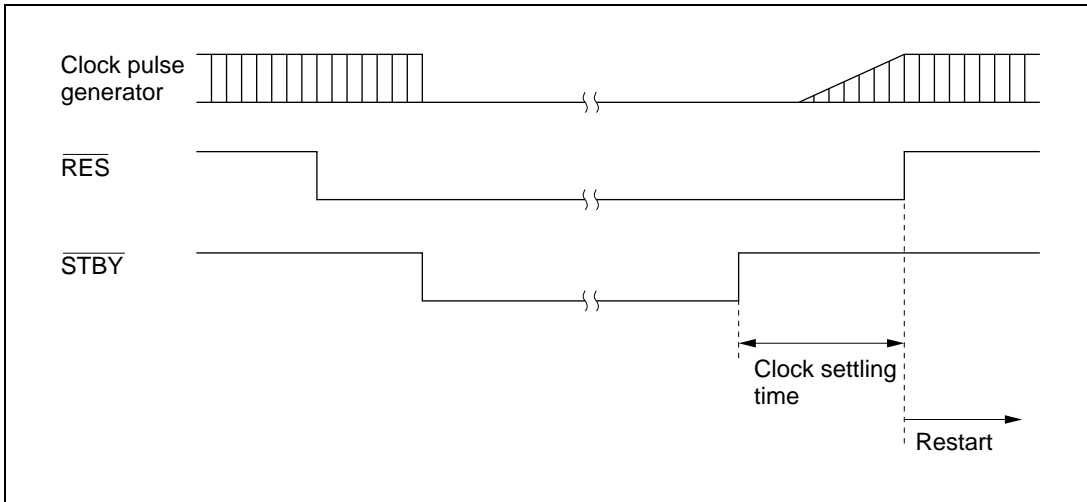 Clock pulse
generator
RES
STBY
Clock settling
time
Restart